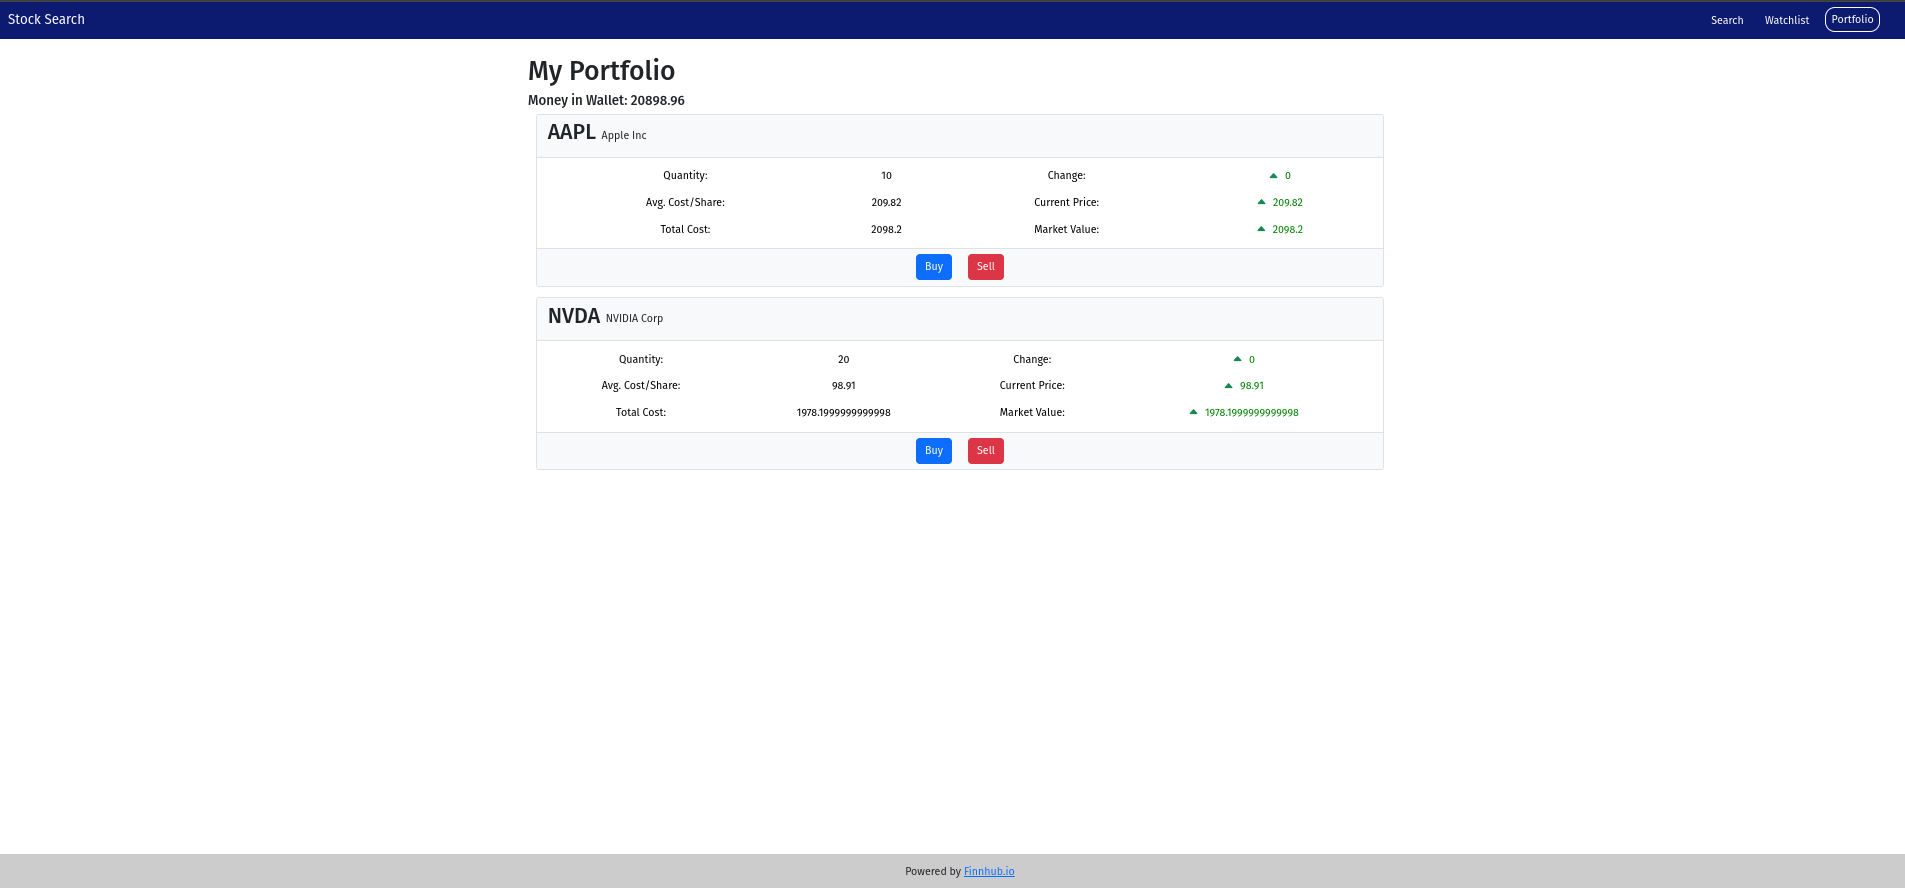 Stock Search Search Watchlist Portfolio
My Portfolio
Money in Wallet: 20898.96
AAPL Apple Inc
Quantity: 10 Change: 0
Avg. Cost/Share: 209.82 Current Price: 209.82
Total Cost: 2098.2 Market Value: 2098.2
Buy Sell
NVDA NVIDIA Corp
Quantity: 20 Change: 0
Avg. Cost/Share: 98.91 Current Price: 98.91
Total Cost: 1978.1999999999998 Market Value: 1978.1999999999998
Buy Sell
Powered by Finnhub.io